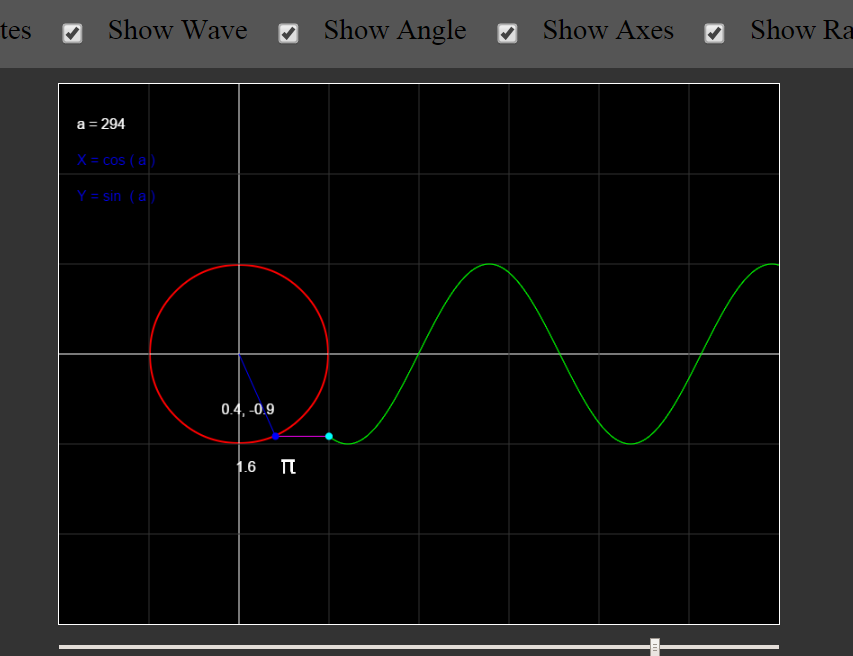 tes Show Wave Show Angle Show Axes Show Ra
a = 294
X = cos ( a )
Y = sin ( a )
0.4, -0.9
1.6 π